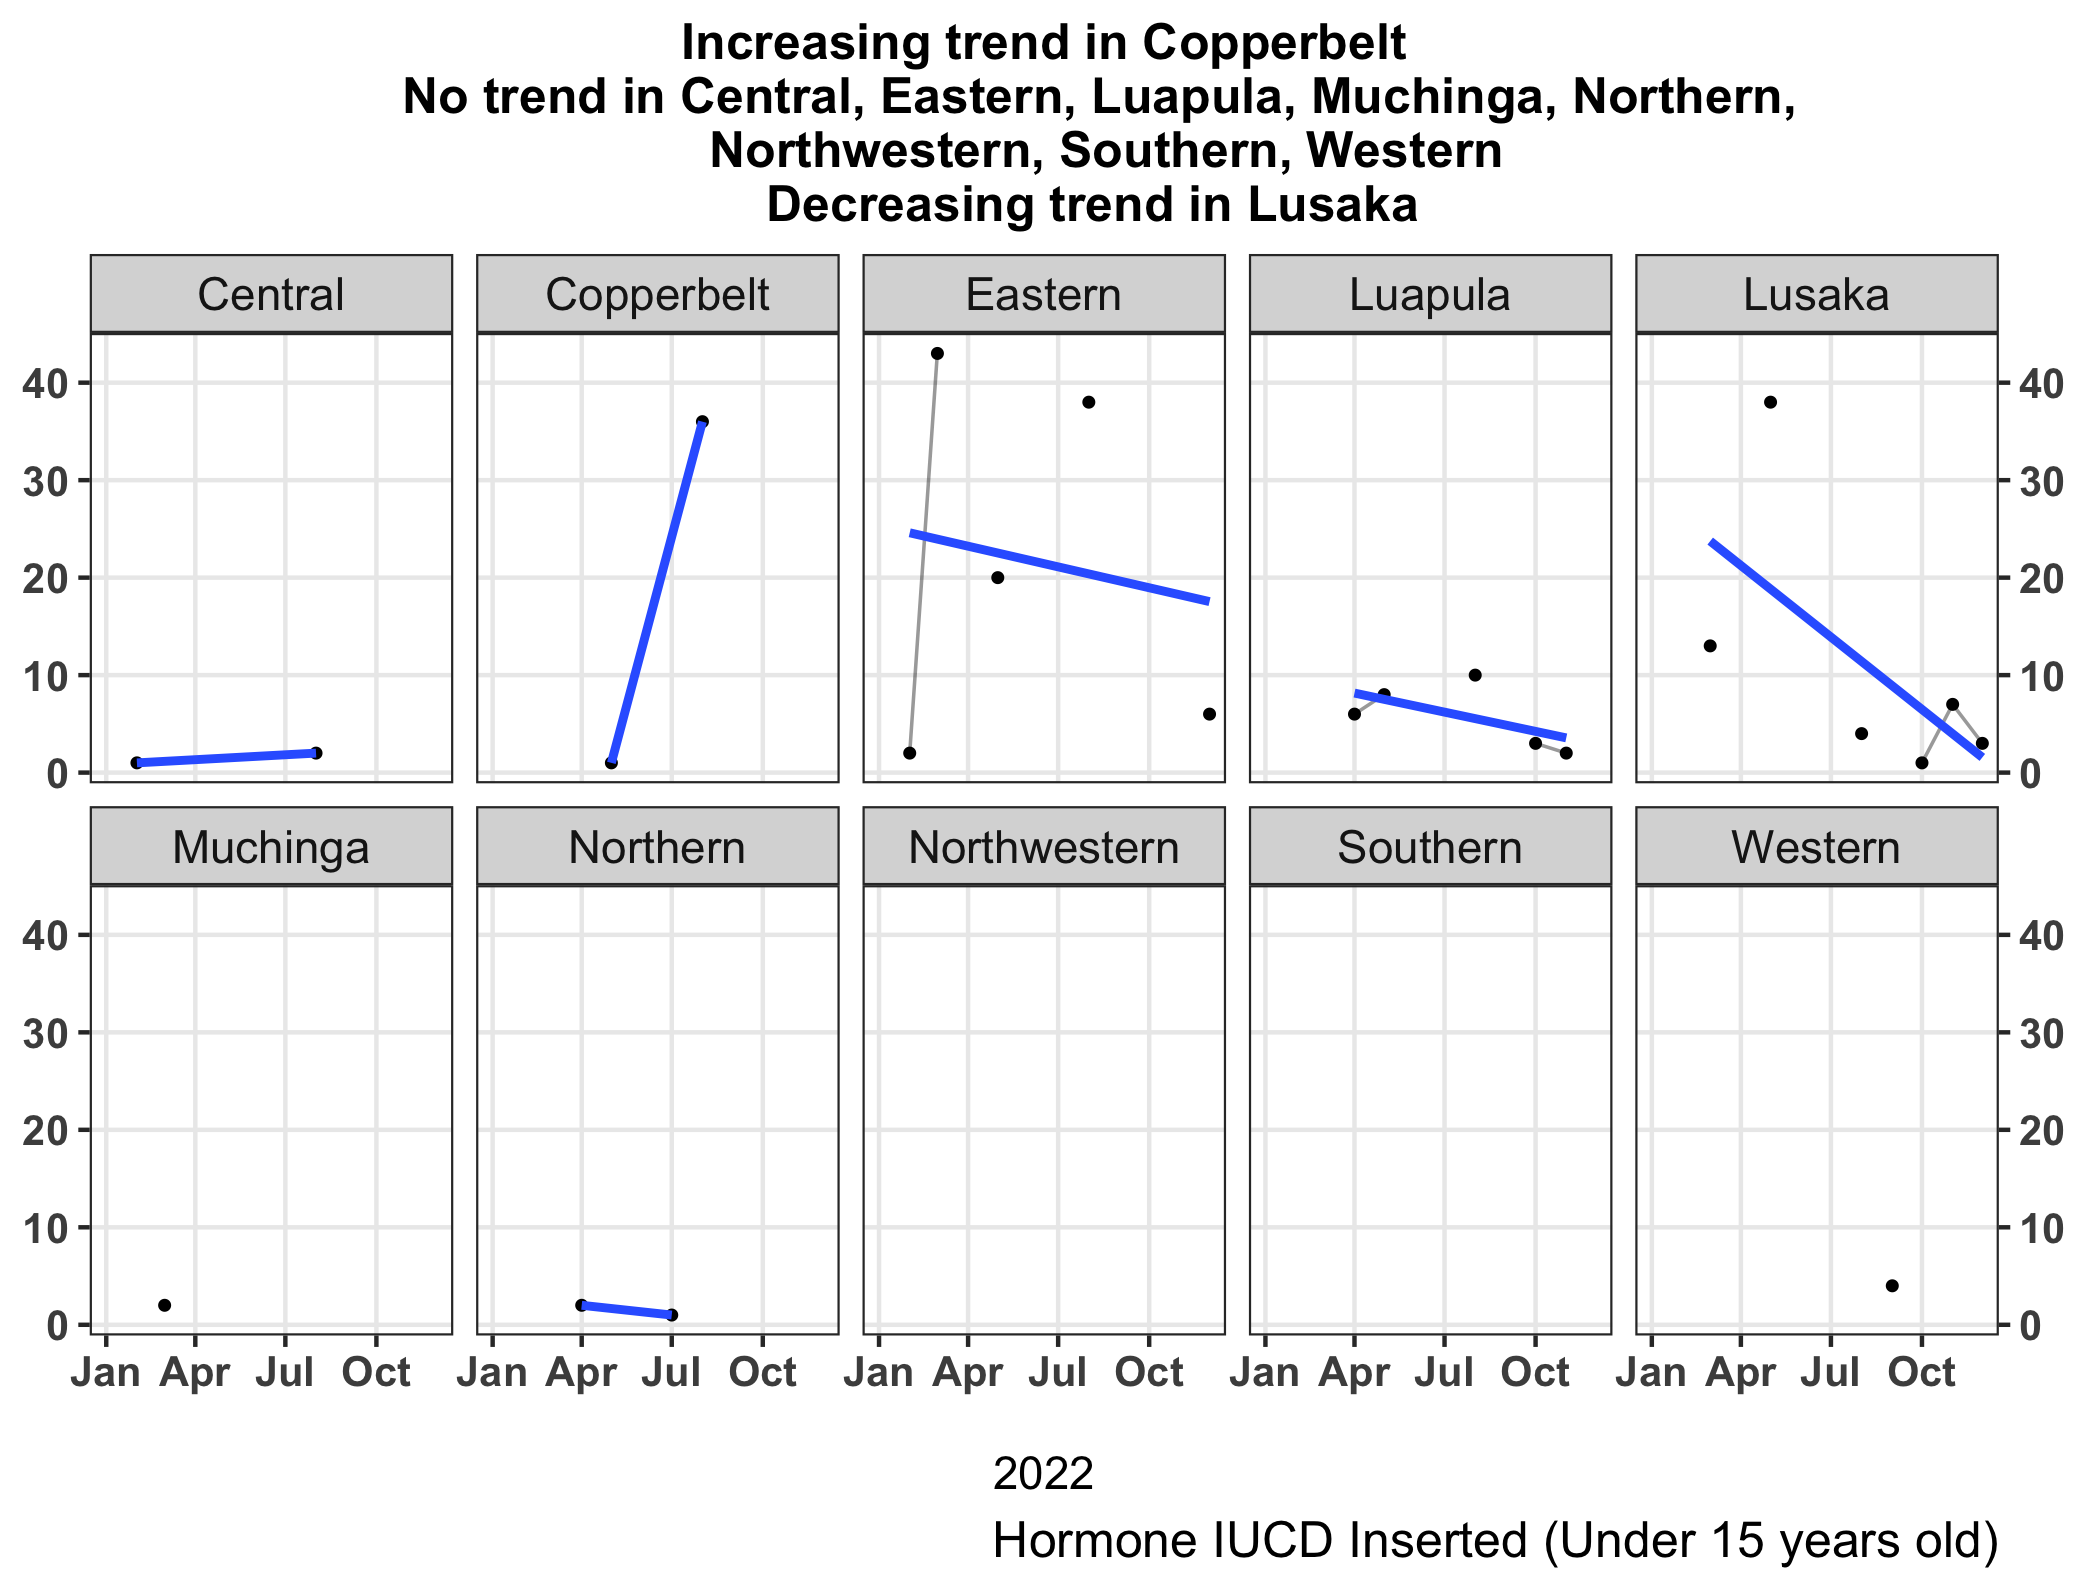 Increasing trend in Copperbelt
No trend in Central, Eastern, Luapula, Muchinga, Northern,
Northwestern, Southern, Western
Decreasing trend in Lusaka
Central Copperbelt Eastern Luapula Lusaka
40 40
30 30
20 20
10 10
0 0
Muchinga Northern Northwestern Southern Western
40 40
30 30
20 20
10 10
0 0
Jan Apr Jul Oct Jan Apr Jul Oct Jan Apr Jul Oct Jan Apr Jul Oct Jan Apr Jul Oct
2022
Hormone IUCD Inserted (Under 15 years old)